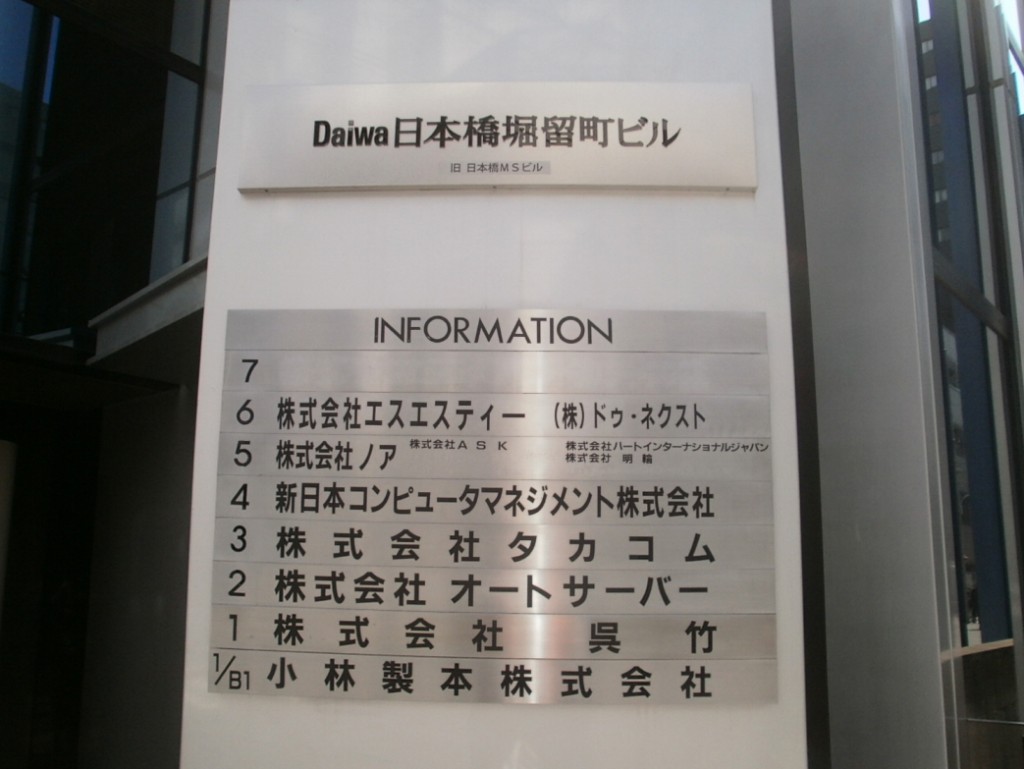 Daiwa日本橋堀留町ビル
旧 日本橋MSビル
INFORMATION
7
6 株式会社エスエスティー (株)ドゥ・ネクスト
5 株式会社ノア 株式会社ASK 株式会社ハートインターナショナルジャパン
株式会社 明輪
4 新日本コンピュータマネジメント株式会社
3 株式会社タカコム
2 株式会社 オートサーバー
1 株式会社 呉竹
1/B1 小林製本株式会社